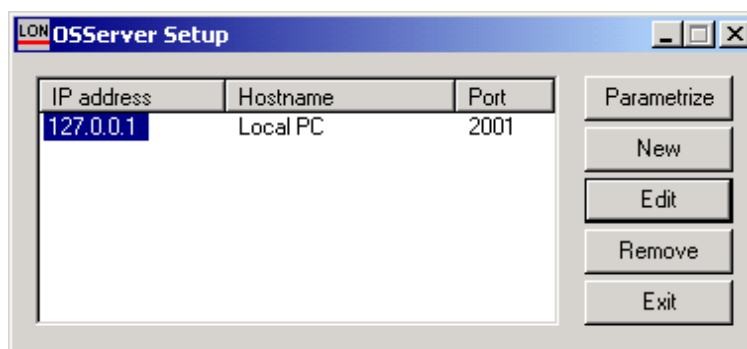 LON OSServer Setup
IP address Hostname Port
127.0.0.1 Local PC 2001
Parametrize
New
Edit
Remove
Exit